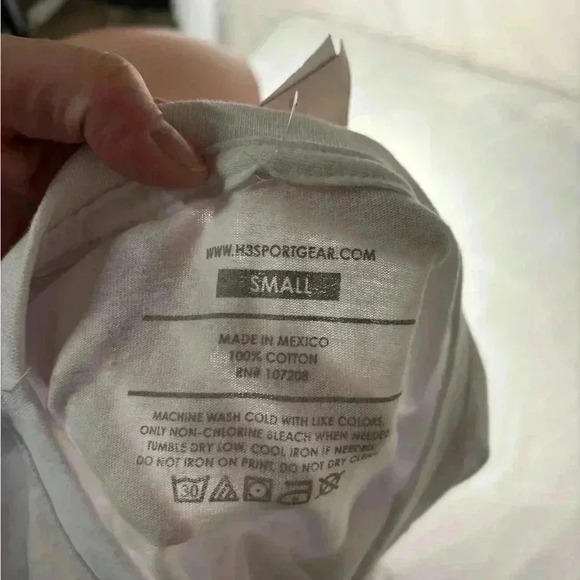 WWW.H3SPORTGEAR.COM
SMALL
MADE IN MEXICO
100% COTTON
RN# 107208
MACHINE WASH COLD WITH LIKE COLORS,
ONLY NON-CHLORINE BLEACH WHEN NEEDED
TUMBLE DRY LOW, COOL IRON IF NEEDED.
DO NOT IRON ON PRINT, DO NOT DRY CLEAN
30